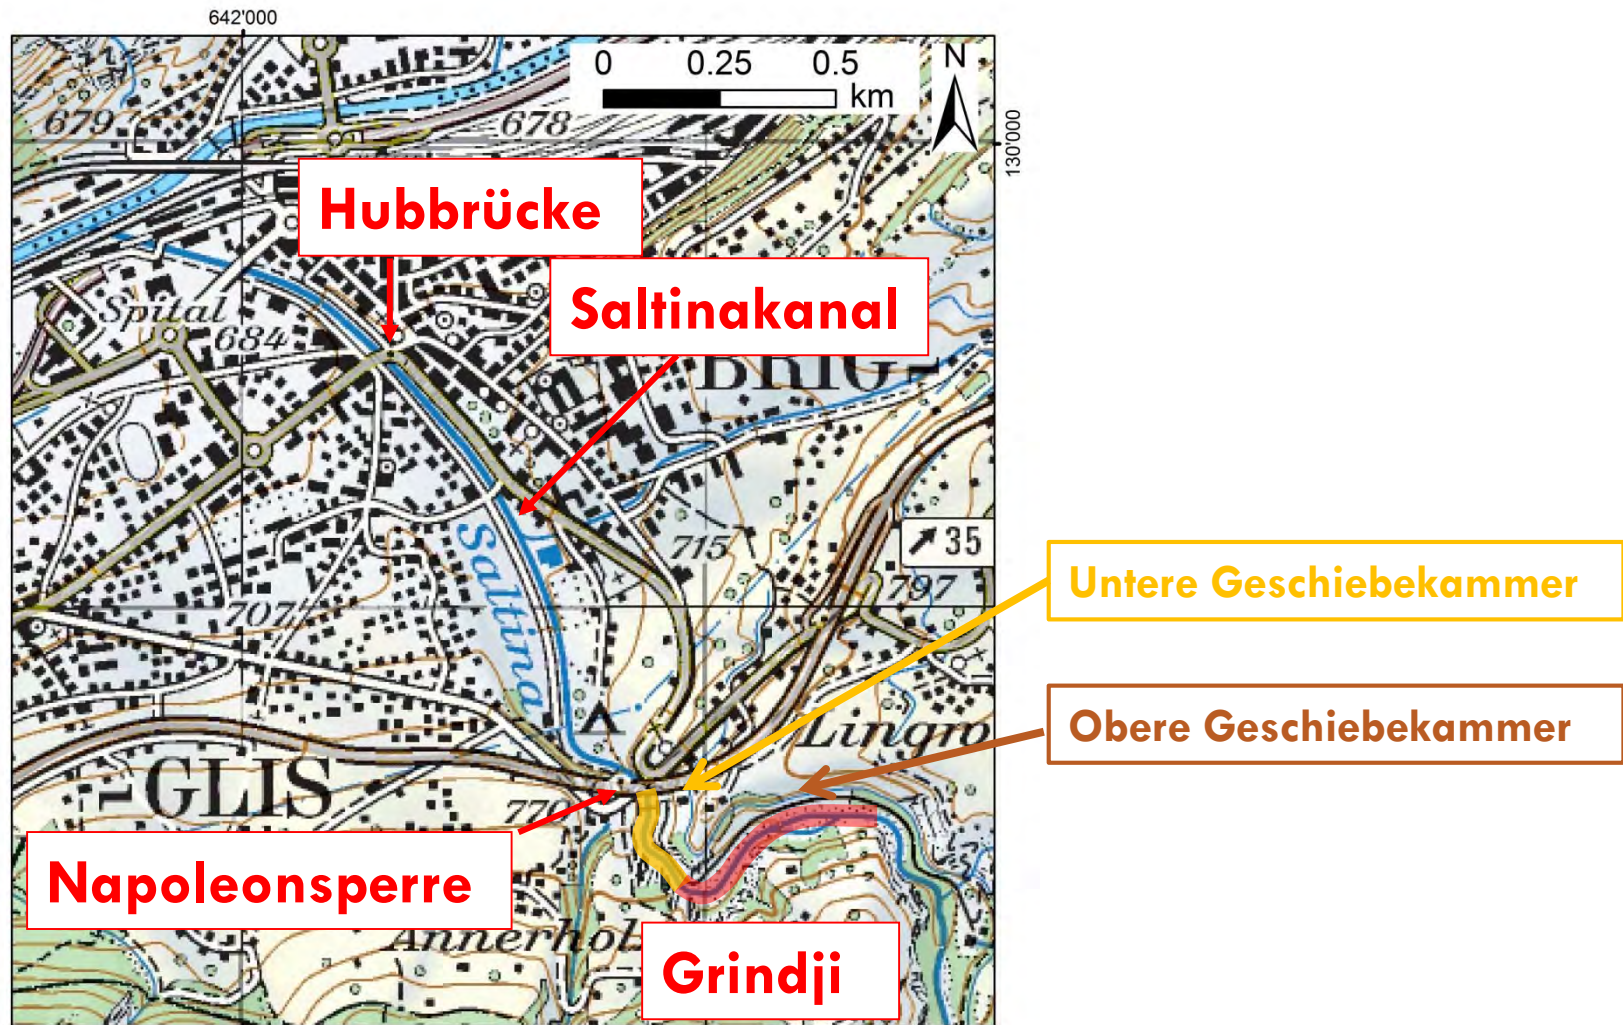 642'000
0 0.25 0.5
km
N
130'000
679
678
Hubbrücke
Saltinakanal
Spital
684
BRIG
35
715
Untere Geschiebekammer
797
707
Saltina
Obere Geschiebekammer
Lingw
GLIS
770
Napoleonsperre
Annerhol
Grindji